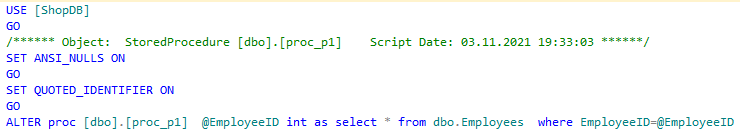 USE [ShopDB]
GO
/****** Object:  StoredProcedure [dbo].[proc_p1]    Script Date: 03.11.2021 19:33:03 ******/
SET ANSI_NULLS ON
GO
SET QUOTED_IDENTIFIER ON
GO
ALTER proc [dbo].[proc_p1]  @EmployeeID int as select * from dbo.Employees  where EmployeeID=@EmployeeID